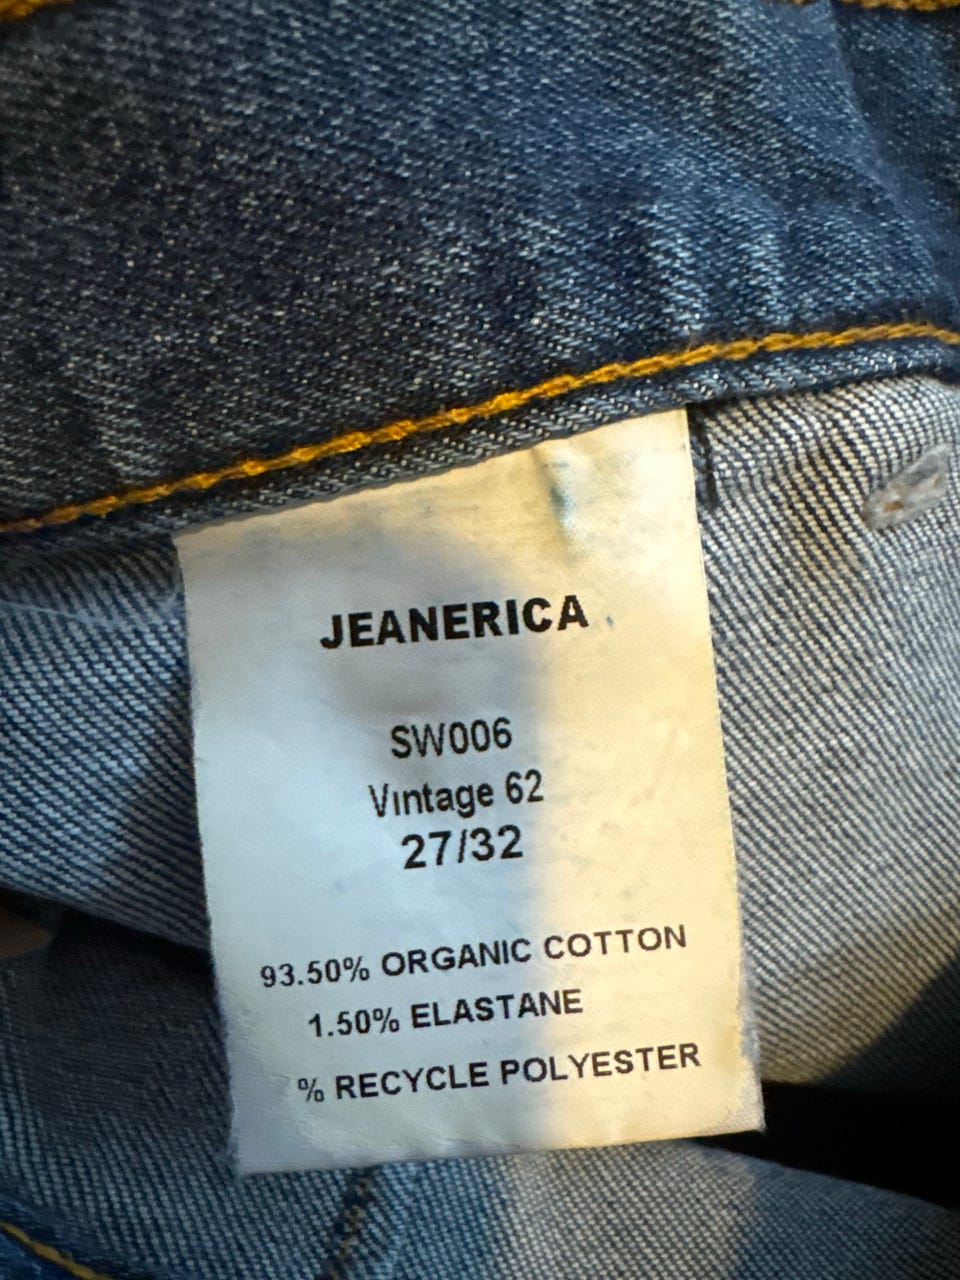 JEANERICA
SW006
Vintage 62
27/32
93.50% ORGANIC COTTON
1.50% ELASTANE
% RECYCLE POLYESTER